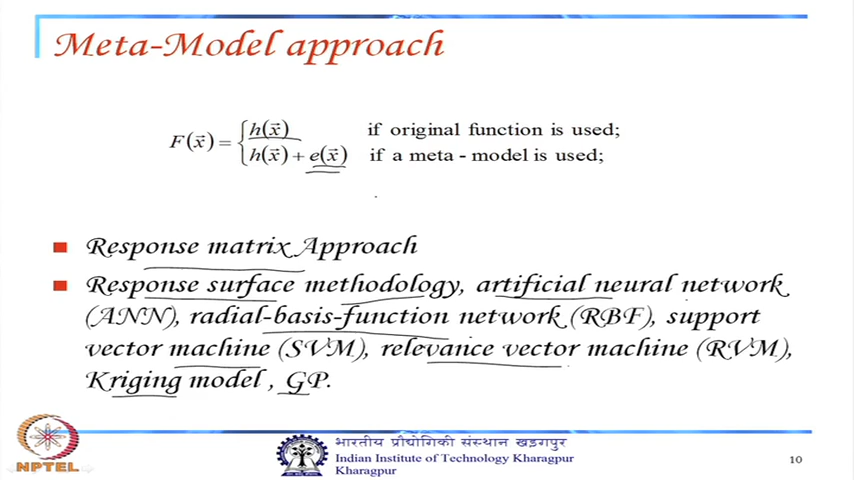 Meta-Model approach
F(x⃗) = { h(x⃗) if original function is used;
h(x⃗) + e(x⃗) if a meta - model is used;
Response matrix Approach
Response surface methodology, artificial neural network
(ANN), radial-basis-function network (RBF), support
vector machine (SVM), relevance vector machine (RVM),
Kriging model , GP.
भारतीय प्रौद्योगिकी संस्थान खड़गपुर
Indian Institute of Technology Kharagpur
Kharagpur
10
NPTEL